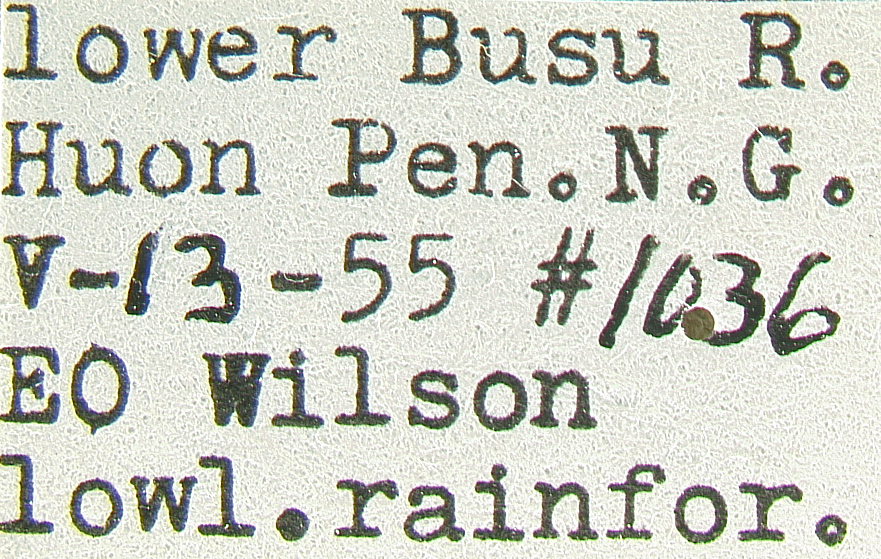 lower Busu R.
Huon Pen.N.G.
V-13-55 #1036
EO Wilson
lowl.rainfor.